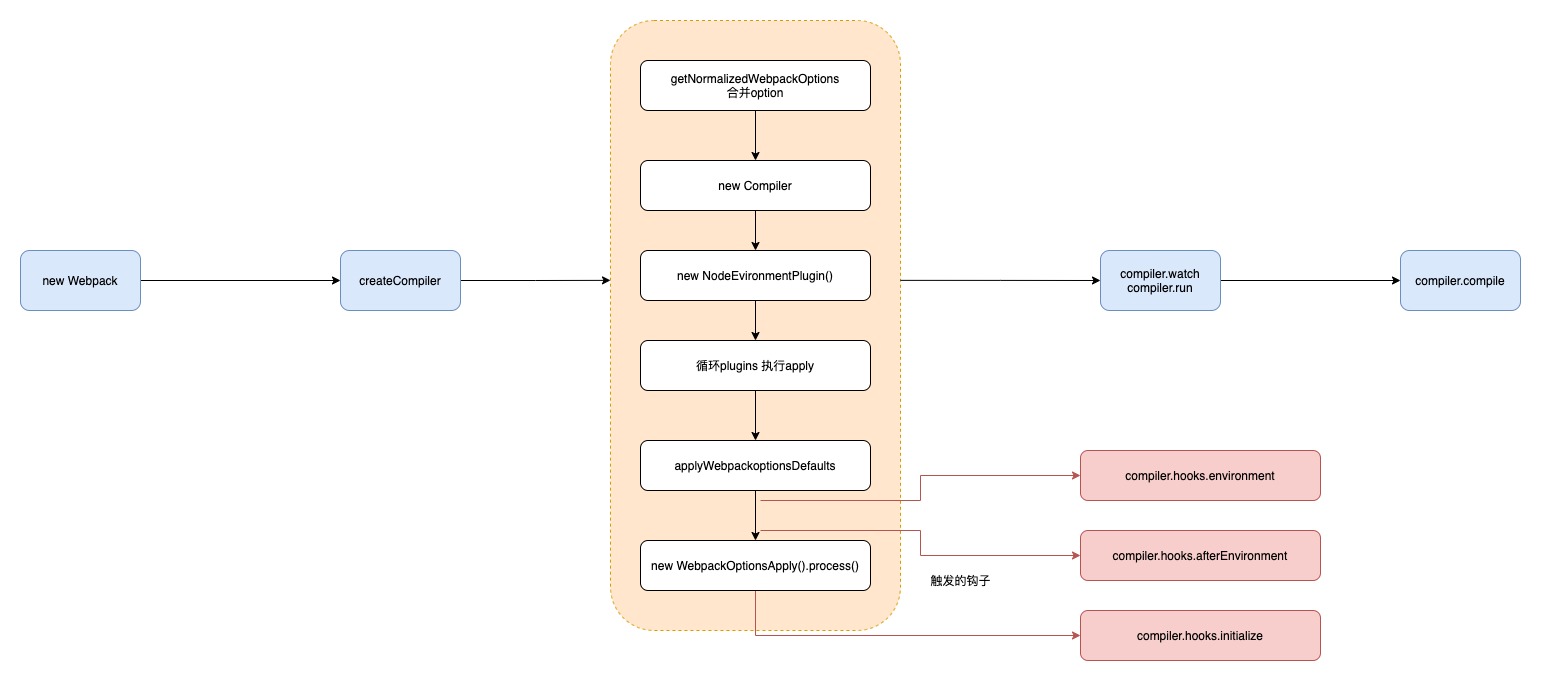 new Webpack
createCompiler
getNormalizedWebpackOptions
合并option
new Compiler
new NodeEvironmentPlugin()
循环plugins 执行apply
applyWebpackoptionsDefaults
new WebpackOptionsApply().process()
compiler.watch
compiler.run
compiler.compile
compiler.hooks.environment
compiler.hooks.afterEnvironment
触发的钩子
compiler.hooks.initialize